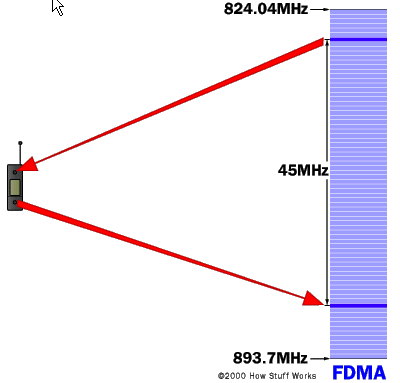 824.04MHz
45MHz
893.7MHz
©2000 How Stuff Works
FDMA